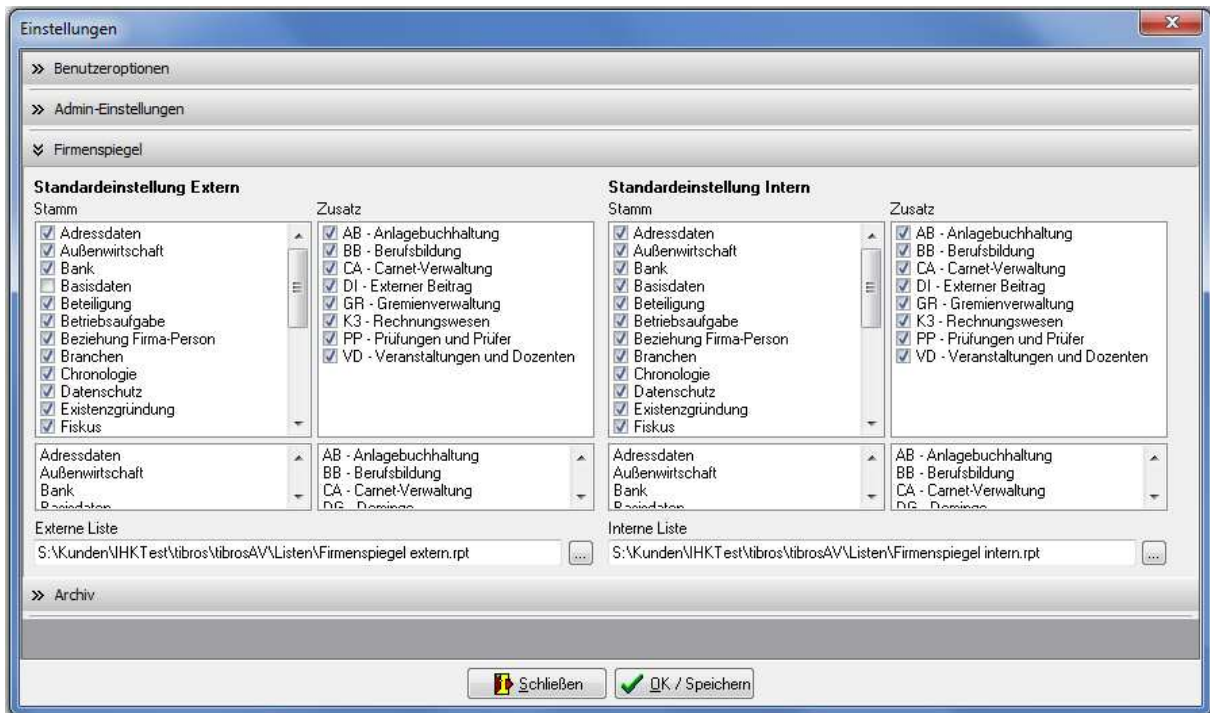 Einstellungen
Benutzeroptionen
Admin-Einstellungen
Firmenspiegel
Standardeinstellung Extern
Stamm
Adressdaten
Außenwirtschaft
Bank
Basisdaten
Beteiligung
Betriebsaufgabe
Beziehung Firma-Person
Branchen
Chronologie
Datenschutz
Existenzgründung
Fiskus
Zusatz
AB - Anlagebuchhaltung
BB - Berufsbildung
CA - Carnet-Verwaltung
DI - Externer Beitrag
GR - Gremienverwaltung
K3 - Rechnungswesen
PP - Prüfungen und Prüfer
VD - Veranstaltungen und Dozenten
Adressdaten
Außenwirtschaft
Bank
Basisdaten
AB - Anlagebuchhaltung
BB - Berufsbildung
CA - Carnet-Verwaltung
DG - Domingo
Externe Liste
S:\Kunden\IHKTest\tibros\tibrosAV\Listen\Firmenspiegel extern.rpt
...
Standardeinstellung Intern
Stamm
Adressdaten
Außenwirtschaft
Bank
Basisdaten
Beteiligung
Betriebsaufgabe
Beziehung Firma-Person
Branchen
Chronologie
Datenschutz
Existenzgründung
Fiskus
Zusatz
AB - Anlagebuchhaltung
BB - Berufsbildung
CA - Carnet-Verwaltung
DI - Externer Beitrag
GR - Gremienverwaltung
K3 - Rechnungswesen
PP - Prüfungen und Prüfer
VD - Veranstaltungen und Dozenten
Adressdaten
Außenwirtschaft
Bank
Basisdaten
AB - Anlagebuchhaltung
BB - Berufsbildung
CA - Carnet-Verwaltung
DG - Domingo
Interne Liste
S:\Kunden\IHKTest\tibros\tibrosAV\Listen\Firmenspiegel intern.rpt
...
Archiv
Schließen
OK / Speichern